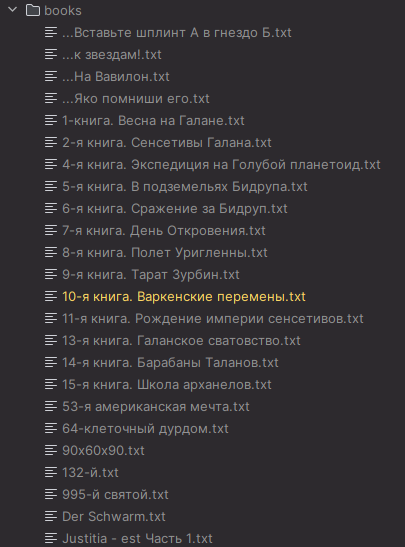 books
...Вставьте шплинт А в гнездо Б.txt
...к звездам!.txt
...На Вавилон.txt
...Яко помниши его.txt
1-книга. Весна на Галане.txt
2-я книга. Сенсетивы Галана.txt
4-я книга. Экспедиция на Голубой планетоид.txt
5-я книга. В подземельях Бидрупа.txt
6-я книга. Сражение за Бидруп.txt
7-я книга. День Откровения.txt
8-я книга. Полет Уригленны.txt
9-я книга. Тарат Зурбин.txt
10-я книга. Варкенские перемены.txt
11-я книга. Рождение империи сенсетивов.txt
13-я книга. Галанское сватовство.txt
14-я книга. Барабаны Таланов.txt
15-я книга. Школа арханелов.txt
53-я американская мечта.txt
64-клеточный дурдом.txt
90x60x90.txt
132-й.txt
995-й святой.txt
Der Schwarm.txt
Justitia - est Часть 1.txt